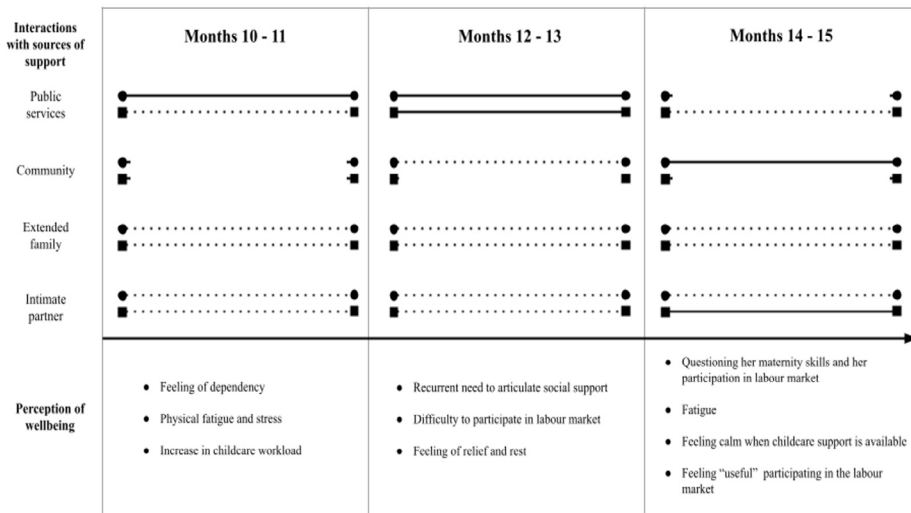 Interactions
with sources of
support
Months 10 - 11
Months 12 - 13
Months 14 - 15
Public
services
Community
Extended
family
Intimate
partner
Perception of
wellbeing
Feeling of dependency
Physical fatigue and stress
Increase in childcare workload
Recurrent need to articulate social support
Difficulty to participate in labour market
Feeling of relief and rest
Questioning her maternity skills and her
participation in labour market
Fatigue
Feeling calm when childcare support is available
Feeling “useful” participating in the labour
market